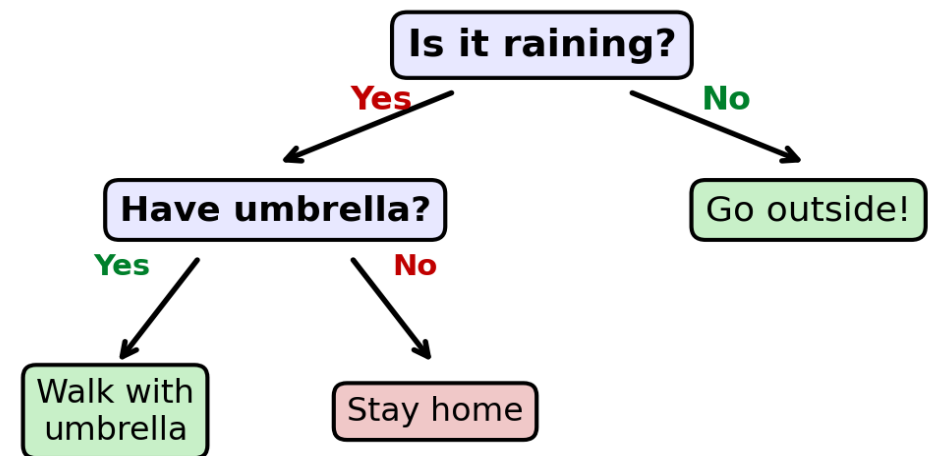 Is it raining?
Yes
No
Have umbrella?
Go outside!
Yes
No
Walk with
umbrella
Stay home